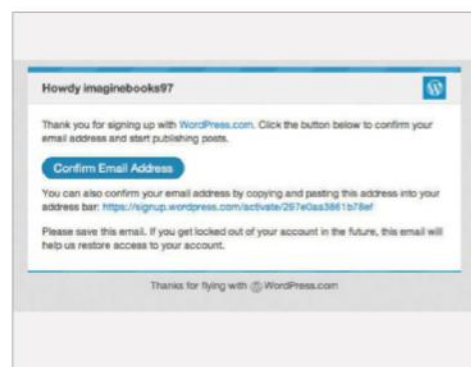 Howdy imaginebooks97
Thank you for signing up with WordPress.com. Click the button below to confirm your
email address and start publishing posts.
Confirm Email Address
You can also confirm your email address by copying and pasting this address into your
address bar: https://signup.wordpress.com/activate/297e0aa3861b78ef
Please save this email. If you get locked out of your account in the future, this email will
help us restore access to your account.
Thanks for flying with WordPress.com